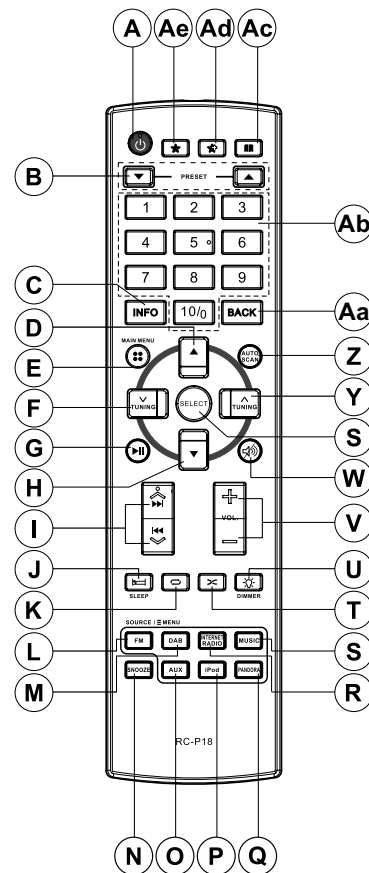 A
Ae
Ad
Ac
B
PRESET
1 2 3
Ab
4 5 6
7 8 9
C
INFO 10/0 BACK
D
Aa
MAIN MENU
E
AUTO SCAN
Z
F
TUNING
SELECT
TUNING
Y
G
S
H
W
I
VOL.
V
J
SLEEP
DIMMER
U
K
T
SOURCE / MENU
L
FM DAB INTERNET RADIO MUSIC
S
M
SNOOZE AUX iPod PANDORA
R
RC-P18
N O P Q